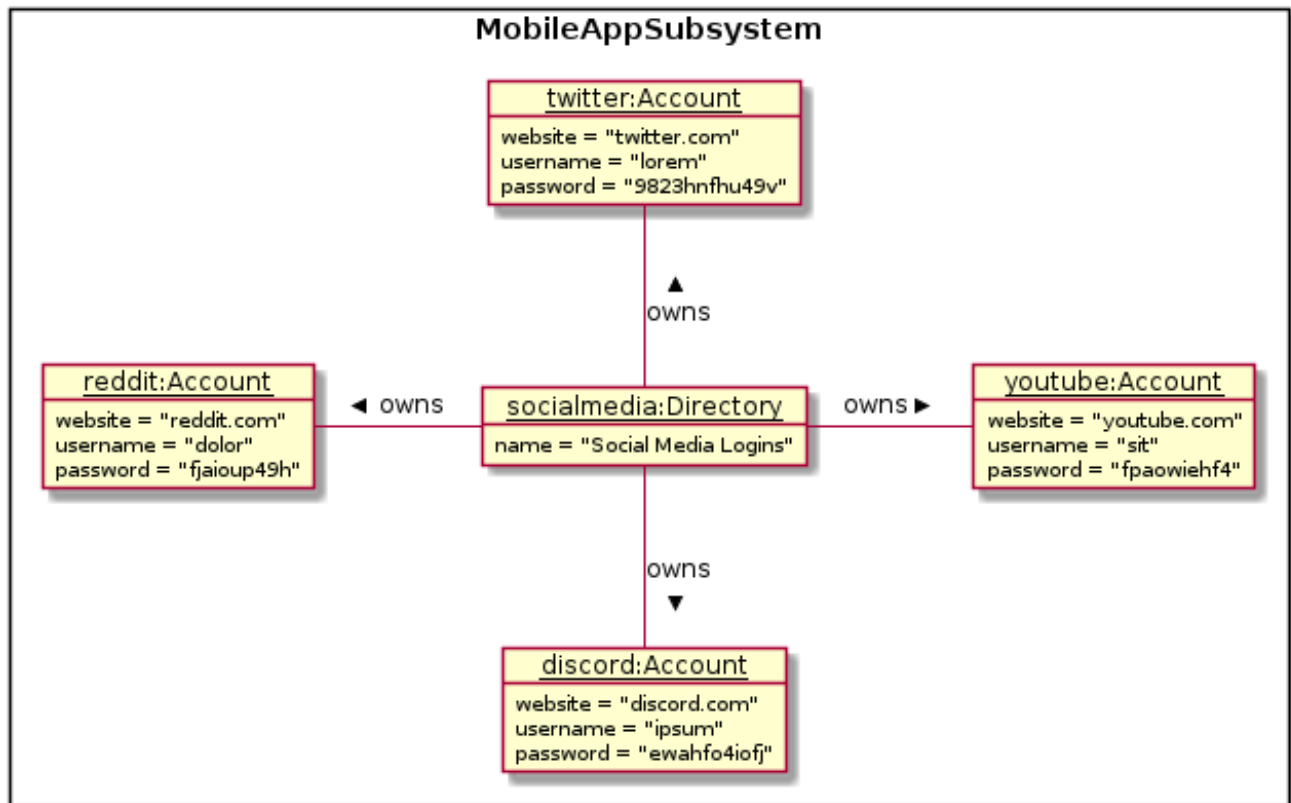 MobileAppSubsystem
twitter:Account
website = "twitter.com"
username = "lorem"
password = "9823hnfhu49v"
▲
owns
reddit:Account
website = "reddit.com"
username = "dolor"
password = "fjaioup49h"
◄ owns
socialmedia:Directory
name = "Social Media Logins"
owns ►
youtube:Account
website = "youtube.com"
username = "sit"
password = "fpaowiehf4"
owns
▼
discord:Account
website = "discord.com"
username = "ipsum"
password = "ewahfo4iofj"